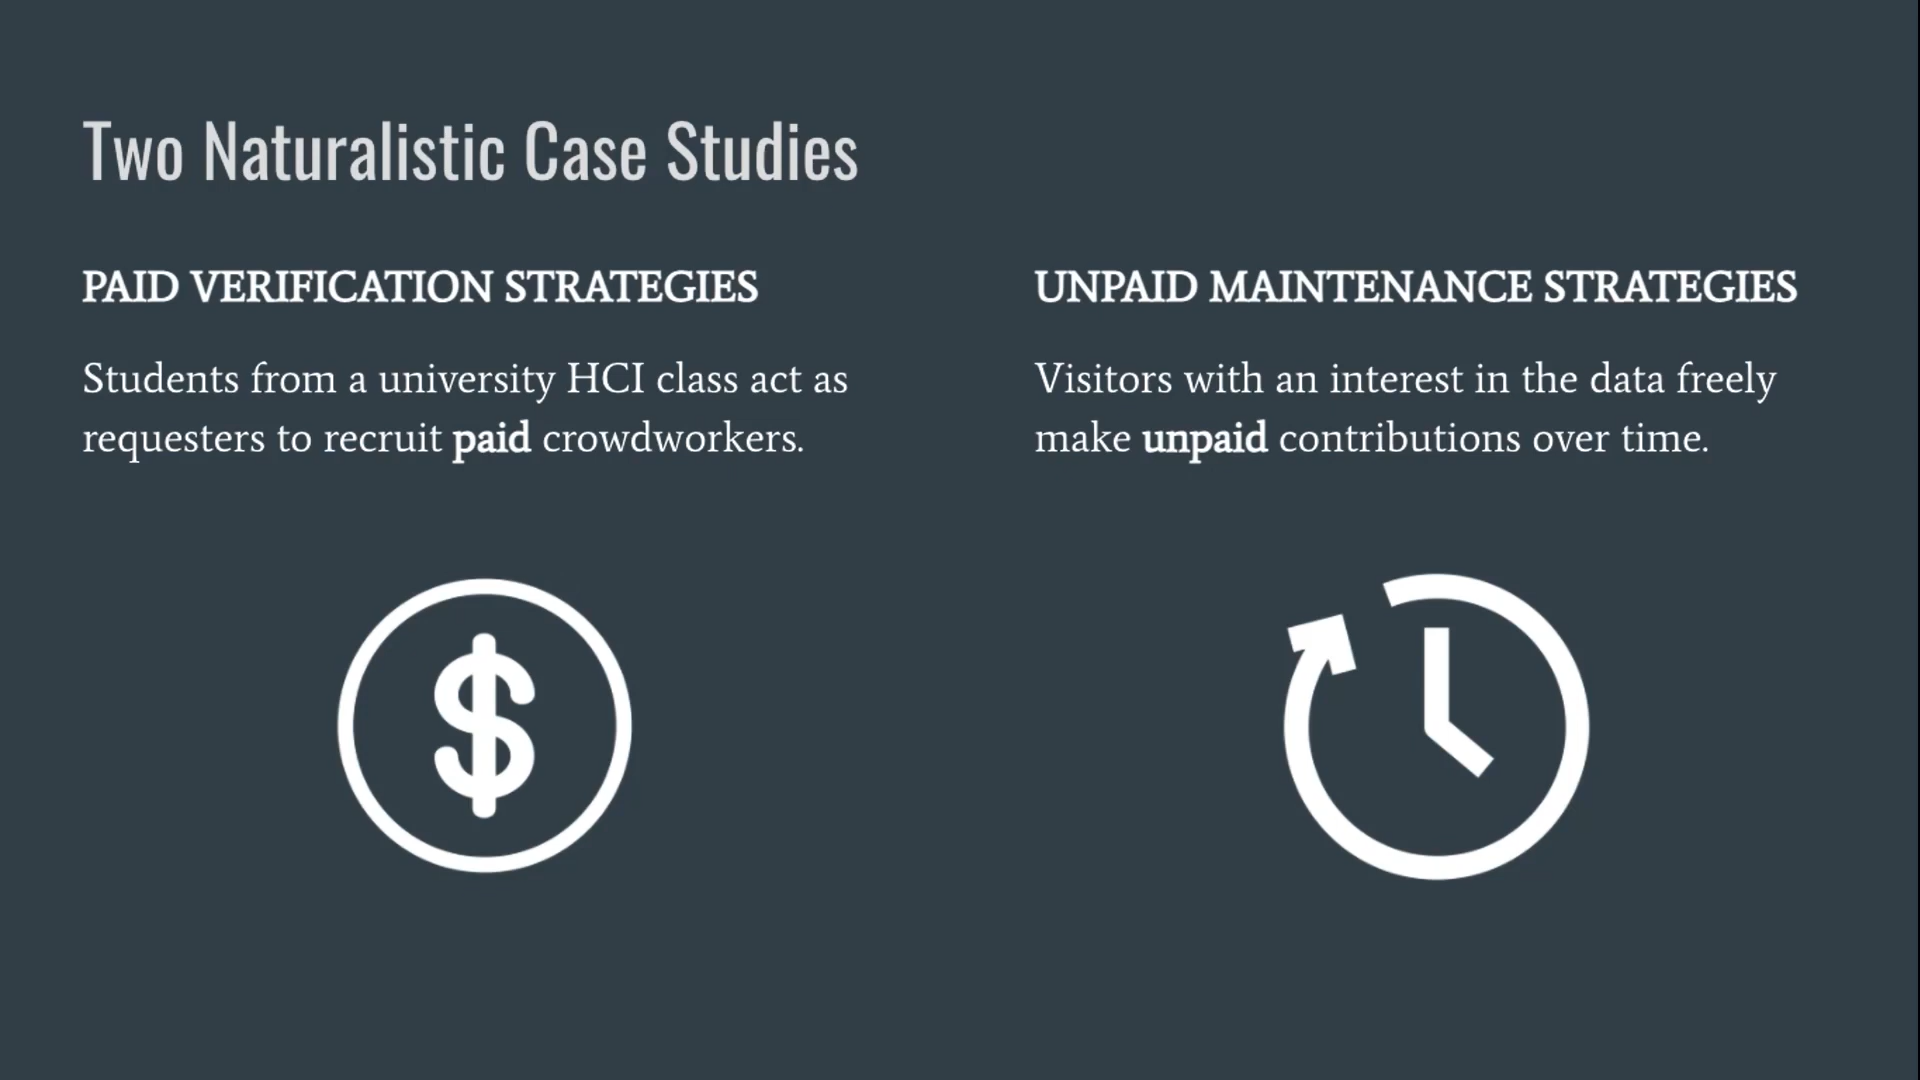 Two Naturalistic Case Studies
PAID VERIFICATION STRATEGIES
Students from a university HCI class act as
requesters to recruit paid crowdworkers.
$
UNPAID MAINTENANCE STRATEGIES
Visitors with an interest in the data freely
make unpaid contributions over time.